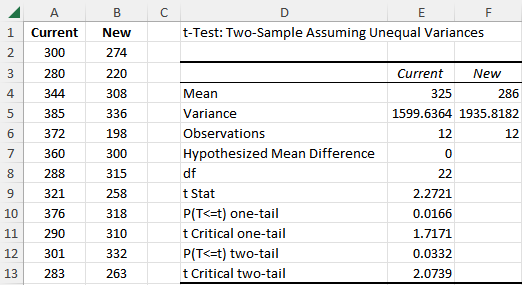 A B C D E F
1 Current New t-Test: Two-Sample Assuming Unequal Variances
2 300 274
3 280 220 Current New
4 344 308 Mean 325 286
5 385 336 Variance 1599.6364 1935.8182
6 372 198 Observations 12 12
7 360 300 Hypothesized Mean Difference 0
8 288 315 df 22
9 321 258 t Stat 2.2721
10 376 318 P(T<=t) one-tail 0.0166
11 290 310 t Critical one-tail 1.7171
12 301 332 P(T<=t) two-tail 0.0332
13 283 263 t Critical two-tail 2.0739